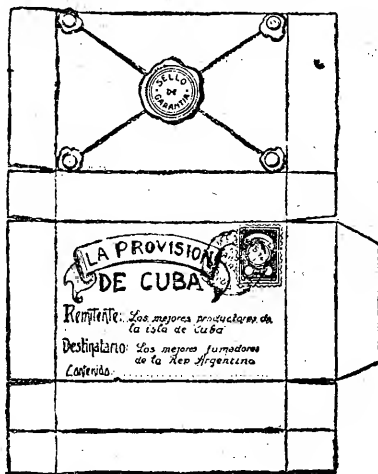 SELLO
DE
GARANTIA
LA PROVISION
DE CUBA
Remitente: Los mejores productores de
la isla de Cuba
Destinatario: Los mejores fumadores
de la Rep Argentina
Contenido: